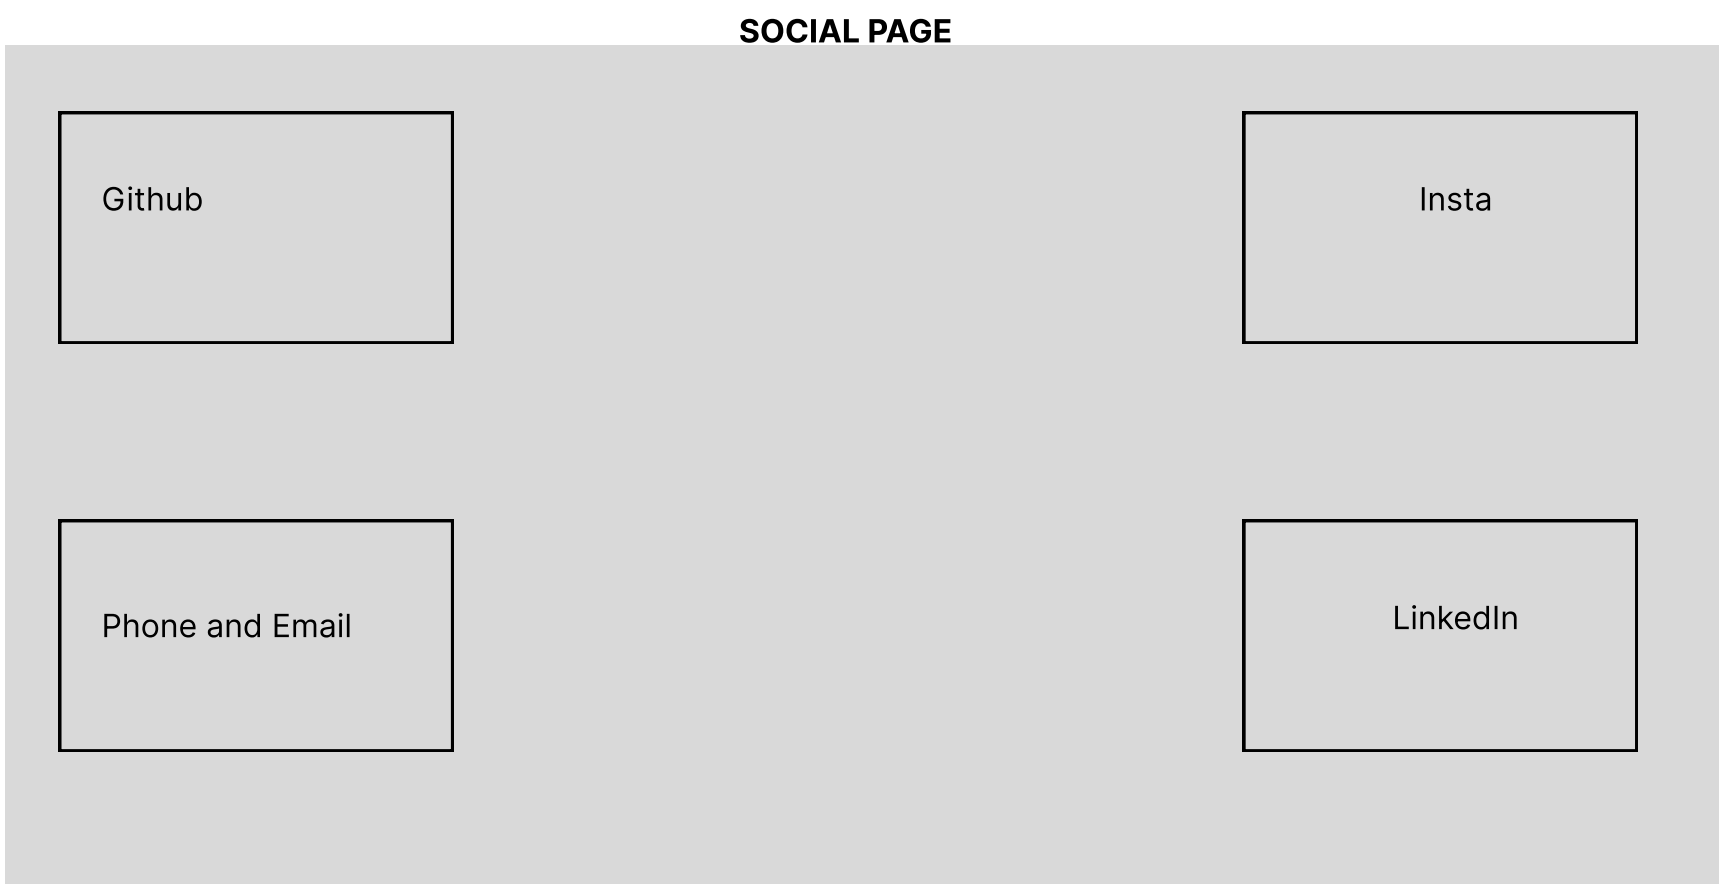 SOCIAL PAGE
Github
Insta
Phone and Email
LinkedIn